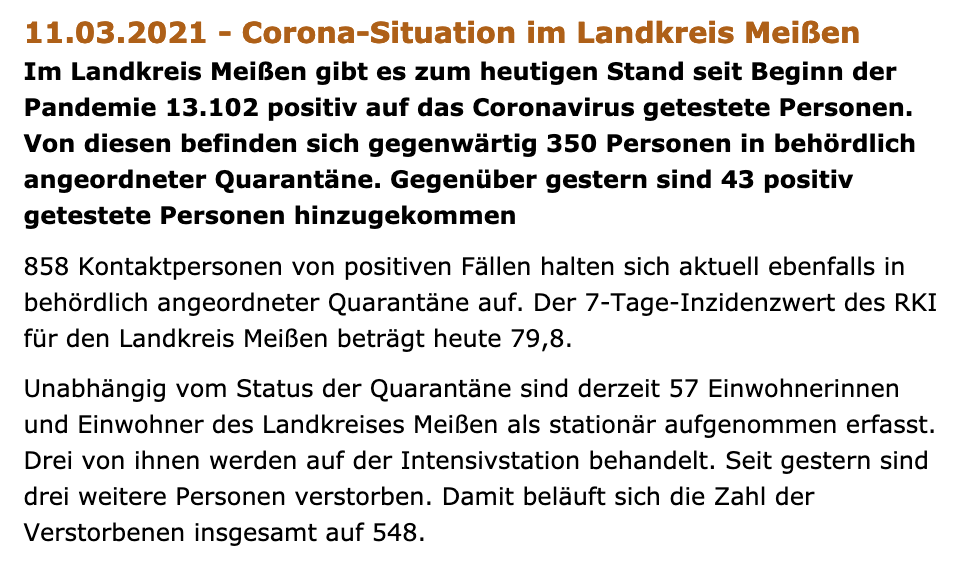 11.03.2021 - Corona-Situation im Landkreis Meißen
Im Landkreis Meißen gibt es zum heutigen Stand seit Beginn der
Pandemie 13.102 positiv auf das Coronavirus getestete Personen.
Von diesen befinden sich gegenwärtig 350 Personen in behördlich
angeordneter Quarantäne. Gegenüber gestern sind 43 positiv
getestete Personen hinzugekommen
858 Kontaktpersonen von positiven Fällen halten sich aktuell ebenfalls in
behördlich angeordneter Quarantäne auf. Der 7-Tage-Inzidenzwert des RKI
für den Landkreis Meißen beträgt heute 79,8.
Unabhängig vom Status der Quarantäne sind derzeit 57 Einwohnerinnen
und Einwohner des Landkreises Meißen als stationär aufgenommen erfasst.
Drei von ihnen werden auf der Intensivstation behandelt. Seit gestern sind
drei weitere Personen verstorben. Damit beläuft sich die Zahl der
Verstorbenen insgesamt auf 548.